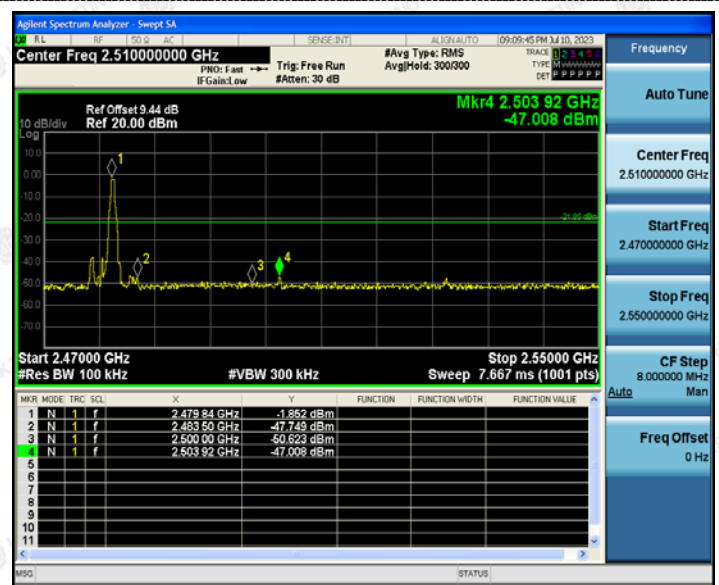 Agilent Spectrum Analyzer - Swept SA
RL RF 50 Ω AC SENSE:INT ALIGNAUTO 09:09:45 PM Jul 10, 2023
Center Freq 2.510000000 GHz
PNO: Fast
IFGain:Low
Trig: Free Run
#Atten: 30 dB
#Avg Type: RMS
Avg|Hold: 300/300
TRACE 1 2 3 4 5 6
TYPE M
DET P P P P P P
Ref Offset 9.44 dB
Ref 20.00 dBm
10 dB/div
Log
Mkr4 2.503 92 GHz
-47.008 dBm
10.0
0.00
-10.0
-20.0
-30.0
-40.0
-50.0
-60.0
-70.0
1
2
3
4
-21.85 dBm
Start 2.47000 GHz Stop 2.55000 GHz
#Res BW 100 kHz #VBW 300 kHz Sweep 7.667 ms (1001 pts)
MKR MODE TRC SCL X Y FUNCTION FUNCTION WIDTH FUNCTION VALUE
1 N 1 f 2.479 84 GHz -1.852 dBm
2 N 1 f 2.483 50 GHz -47.749 dBm
3 N 1 f 2.500 00 GHz -50.623 dBm
4 N 1 f 2.503 92 GHz -47.008 dBm
5
6
7
8
9
10
11
MSG STATUS
Frequency
Auto Tune
Center Freq
2.510000000 GHz
Start Freq
2.470000000 GHz
Stop Freq
2.550000000 GHz
CF Step
8.000000 MHz
Auto Man
Freq Offset
0 Hz